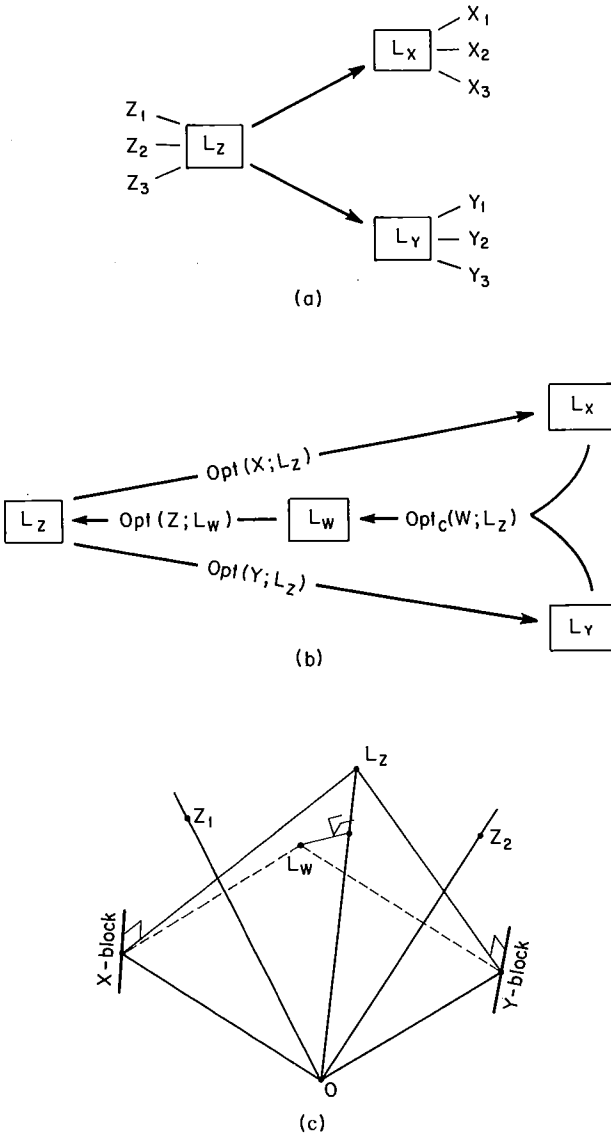 X1
LX X2
X3
Z1
Z2 LZ
Z3
Y1
LY Y2
Y3
(a)
LX
Opt(X;LZ)
LZ Opt(Z;LW) LW Optc(W;LZ)
Opt(Y;LZ)
LY
(b)
LZ
Z1
Z2
LW
X-block
Y-block
O
(c)